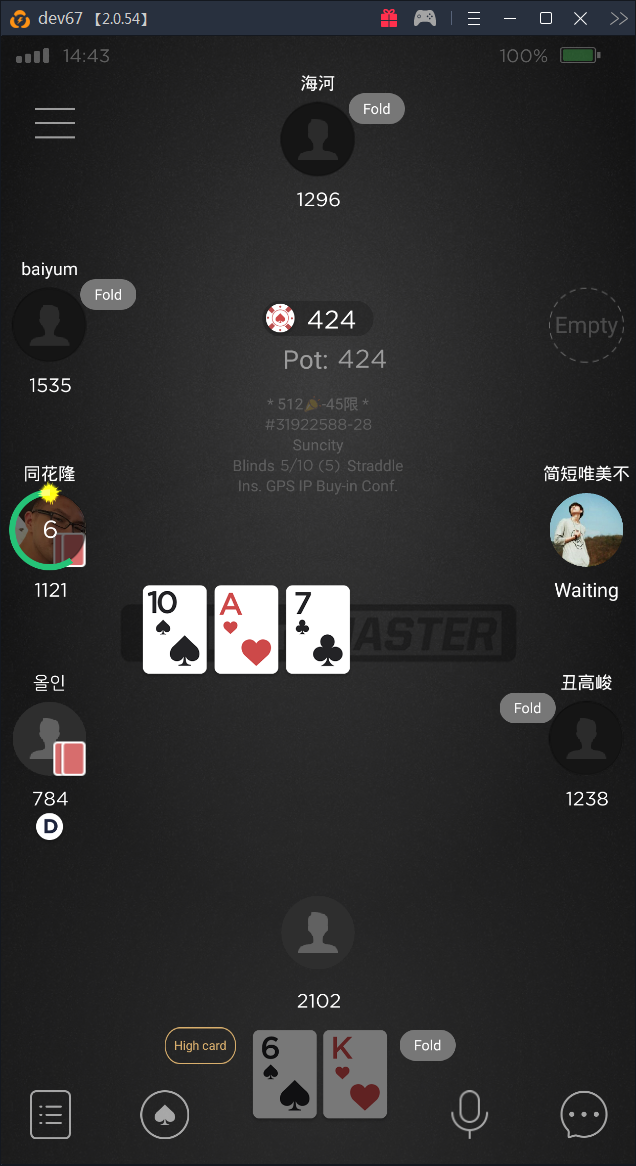 dev67 【2.0.54】
14:43
100%
海河
Fold
1296
baiyum
Fold
1535
424
Pot: 424
Empty
* 512🌽-45限 *
#31922588-28
Suncity
Blinds 5/10 (5) Straddle
Ins. GPS IP Buy-in Conf.
同花隆
6
1121
简短唯美不
Waiting
10 A 7
ASTER
올인
784
D
丑高峻
Fold
1238
2102
High card
6 K
Fold